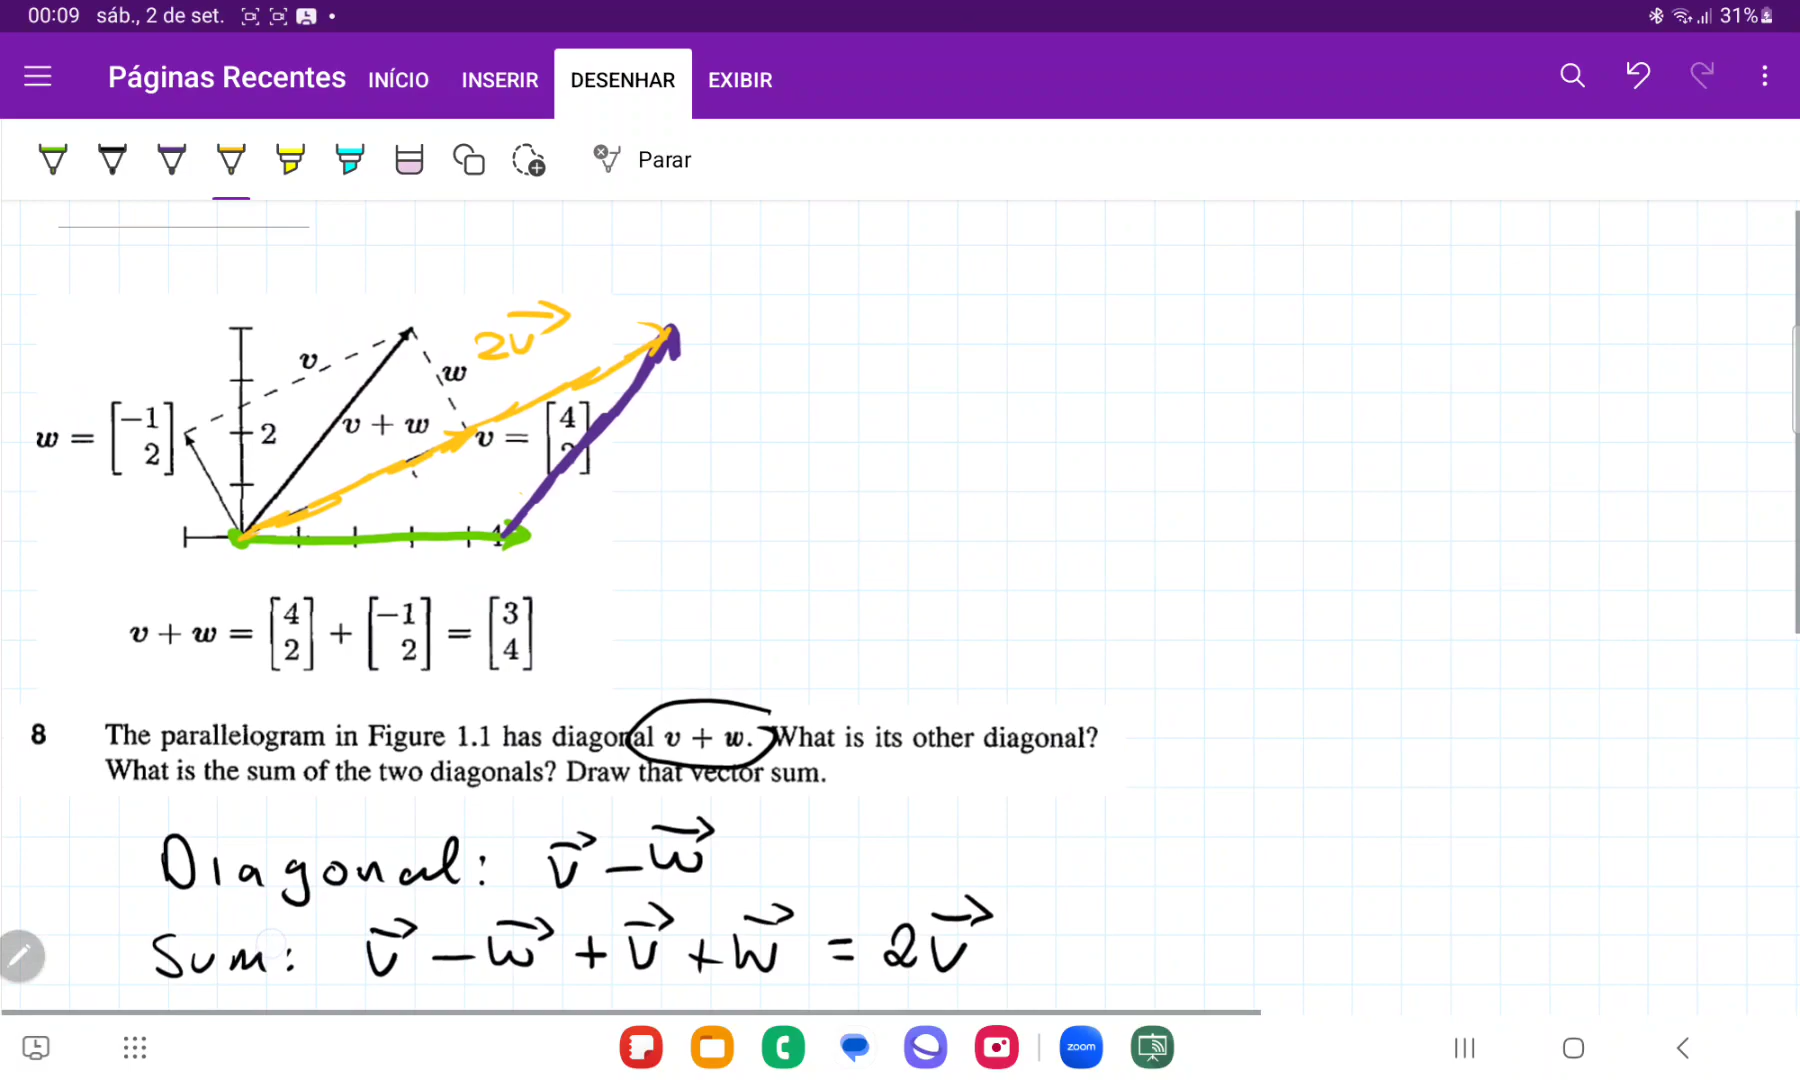 00:09 sáb., 2 de set. 31%
Páginas Recentes INÍCIO INSERIR DESENHAR EXIBIR
Parar
2v→
v
w
w = [-1 2]
2
v + w
v = [4
4
v + w = [4 2] + [-1 2] = [3 4]
8 The parallelogram in Figure 1.1 has diagonal v + w. What is its other diagonal?
What is the sum of the two diagonals? Draw that vector sum.
Diagonal: v→ - w→
Sum: v→ - w→ + v→ + w→ = 2v→
zoom